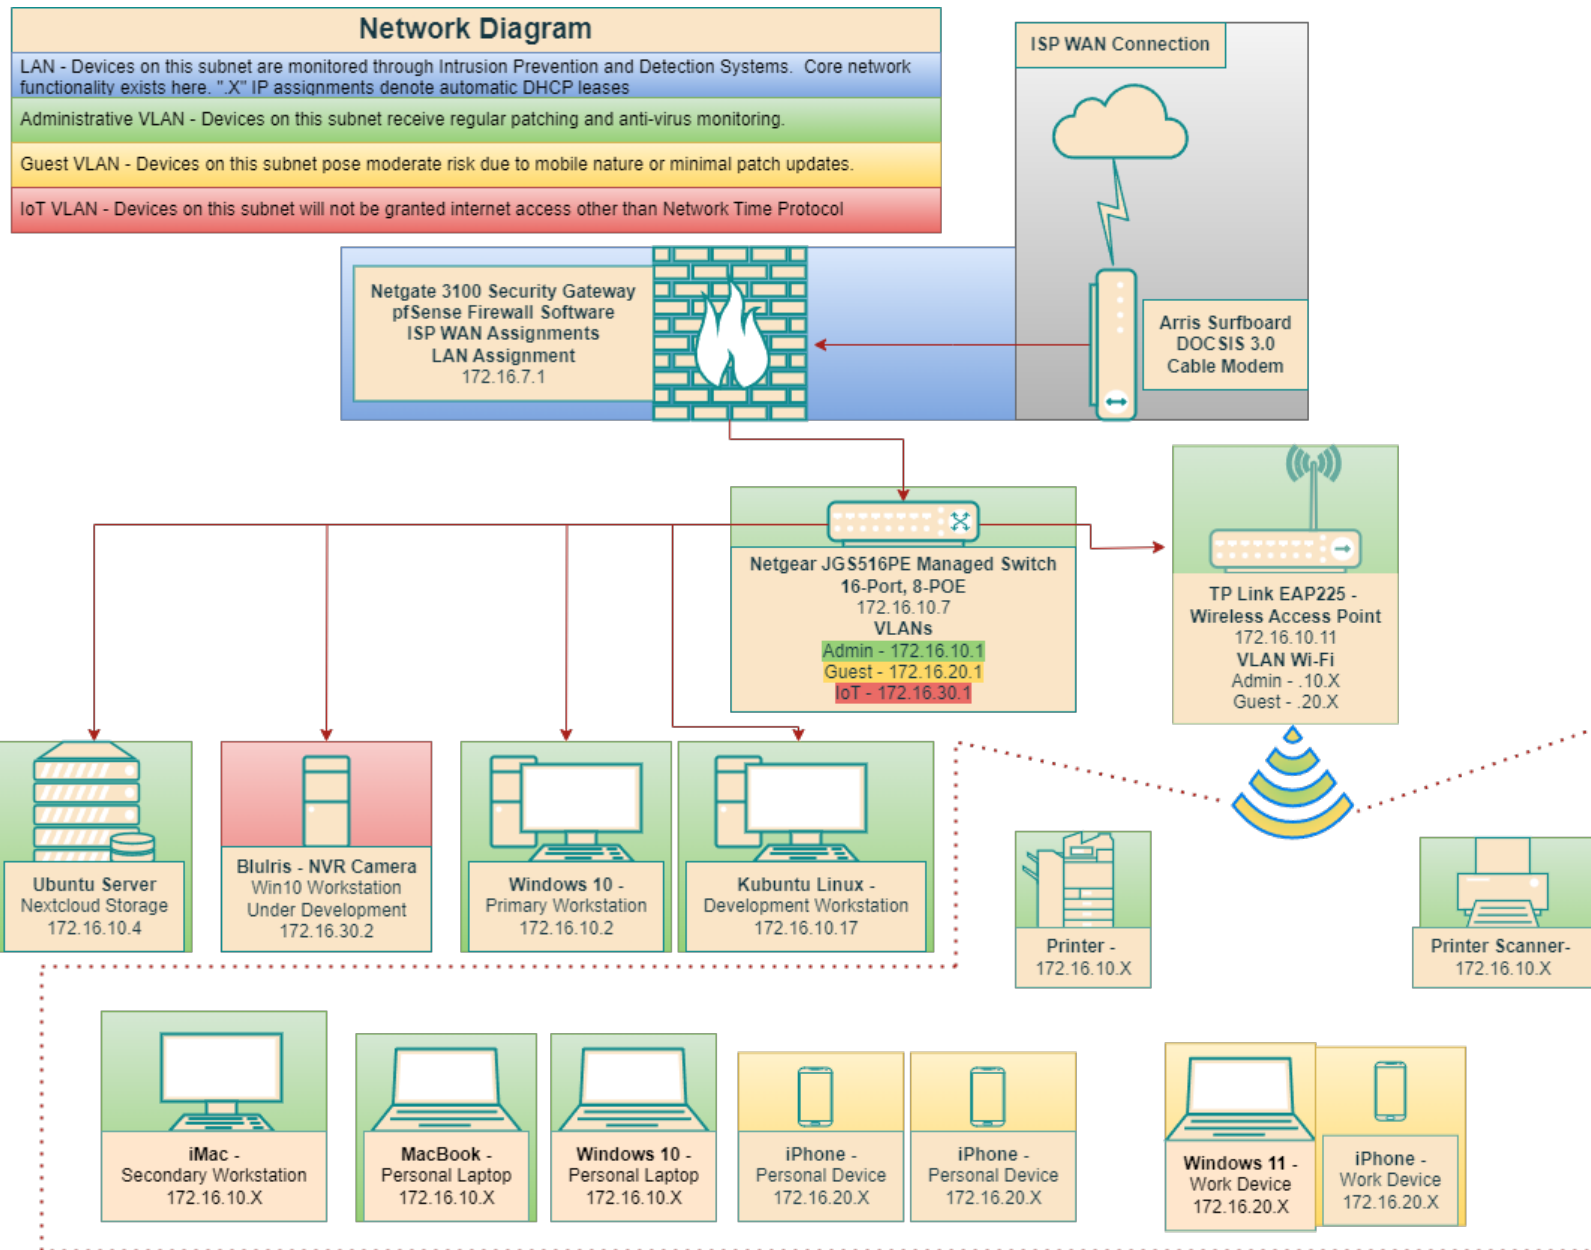 Network Diagram
LAN - Devices on this subnet are monitored through Intrusion Prevention and Detection Systems.  Core network
functionality exists here. ".X" IP assignments denote automatic DHCP leases
Administrative VLAN - Devices on this subnet receive regular patching and anti-virus monitoring.
Guest VLAN - Devices on this subnet pose moderate risk due to mobile nature or minimal patch updates.
IoT VLAN - Devices on this subnet will not be granted internet access other than Network Time Protocol
ISP WAN Connection
Netgate 3100 Security Gateway
pfSense Firewall Software
ISP WAN Assignments
LAN Assignment
172.16.7.1
Arris Surfboard
DOCSIS 3.0
Cable Modem
Netgear JGS516PE Managed Switch
16-Port, 8-POE
172.16.10.7
VLANs
Admin - 172.16.10.1
Guest - 172.16.20.1
IoT - 172.16.30.1
TP Link EAP225 -
Wireless Access Point
172.16.10.11
VLAN Wi-Fi
Admin - .10.X
Guest - .20.X
Ubuntu Server
Nextcloud Storage
172.16.10.4
BluIris - NVR Camera
Win10 Workstation
Under Development
172.16.30.2
Windows 10 -
Primary Workstation
172.16.10.2
Kubuntu Linux -
Development Workstation
172.16.10.17
Printer -
172.16.10.X
Printer Scanner-
172.16.10.X
iMac -
Secondary Workstation
172.16.10.X
MacBook -
Personal Laptop
172.16.10.X
Windows 10 -
Personal Laptop
172.16.10.X
iPhone -
Personal Device
172.16.20.X
iPhone -
Personal Device
172.16.20.X
Windows 11 -
Work Device
172.16.20.X
iPhone -
Work Device
172.16.20.X